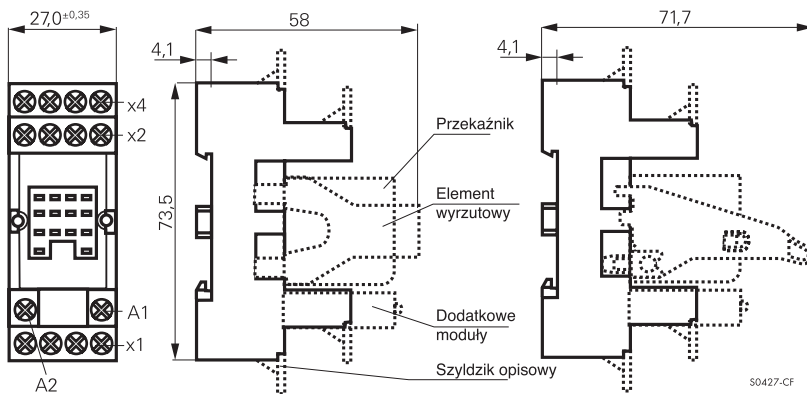 27,0±0,35
58
71,7
4,1
4,1
x4
x2
Przekaźnik
Element
wyrzutowy
73,5
A1
Dodatkowe
moduły
x1
Szyldzik opisowy
A2
S0427-CF